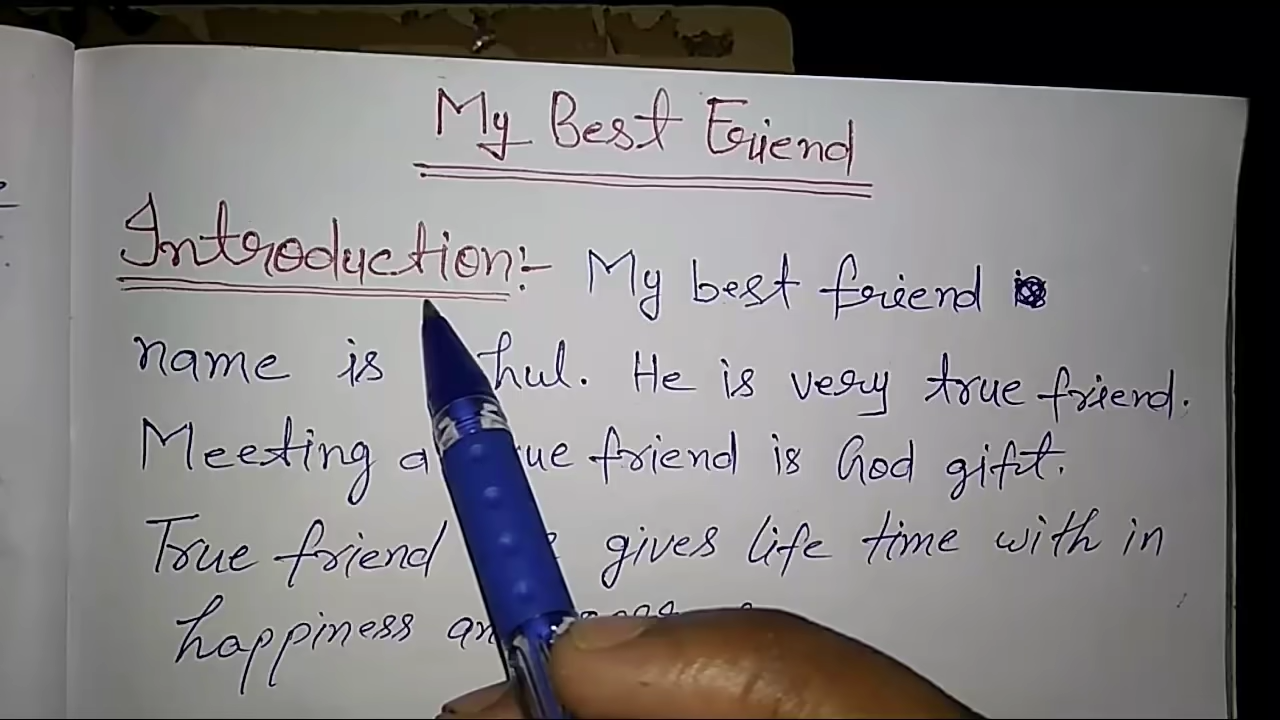 My Best Friend
Introduction:- My best friend
name is hul. He is very true friend.
Meeting a ue friend is God gift.
True friend gives life time with in
happiness an